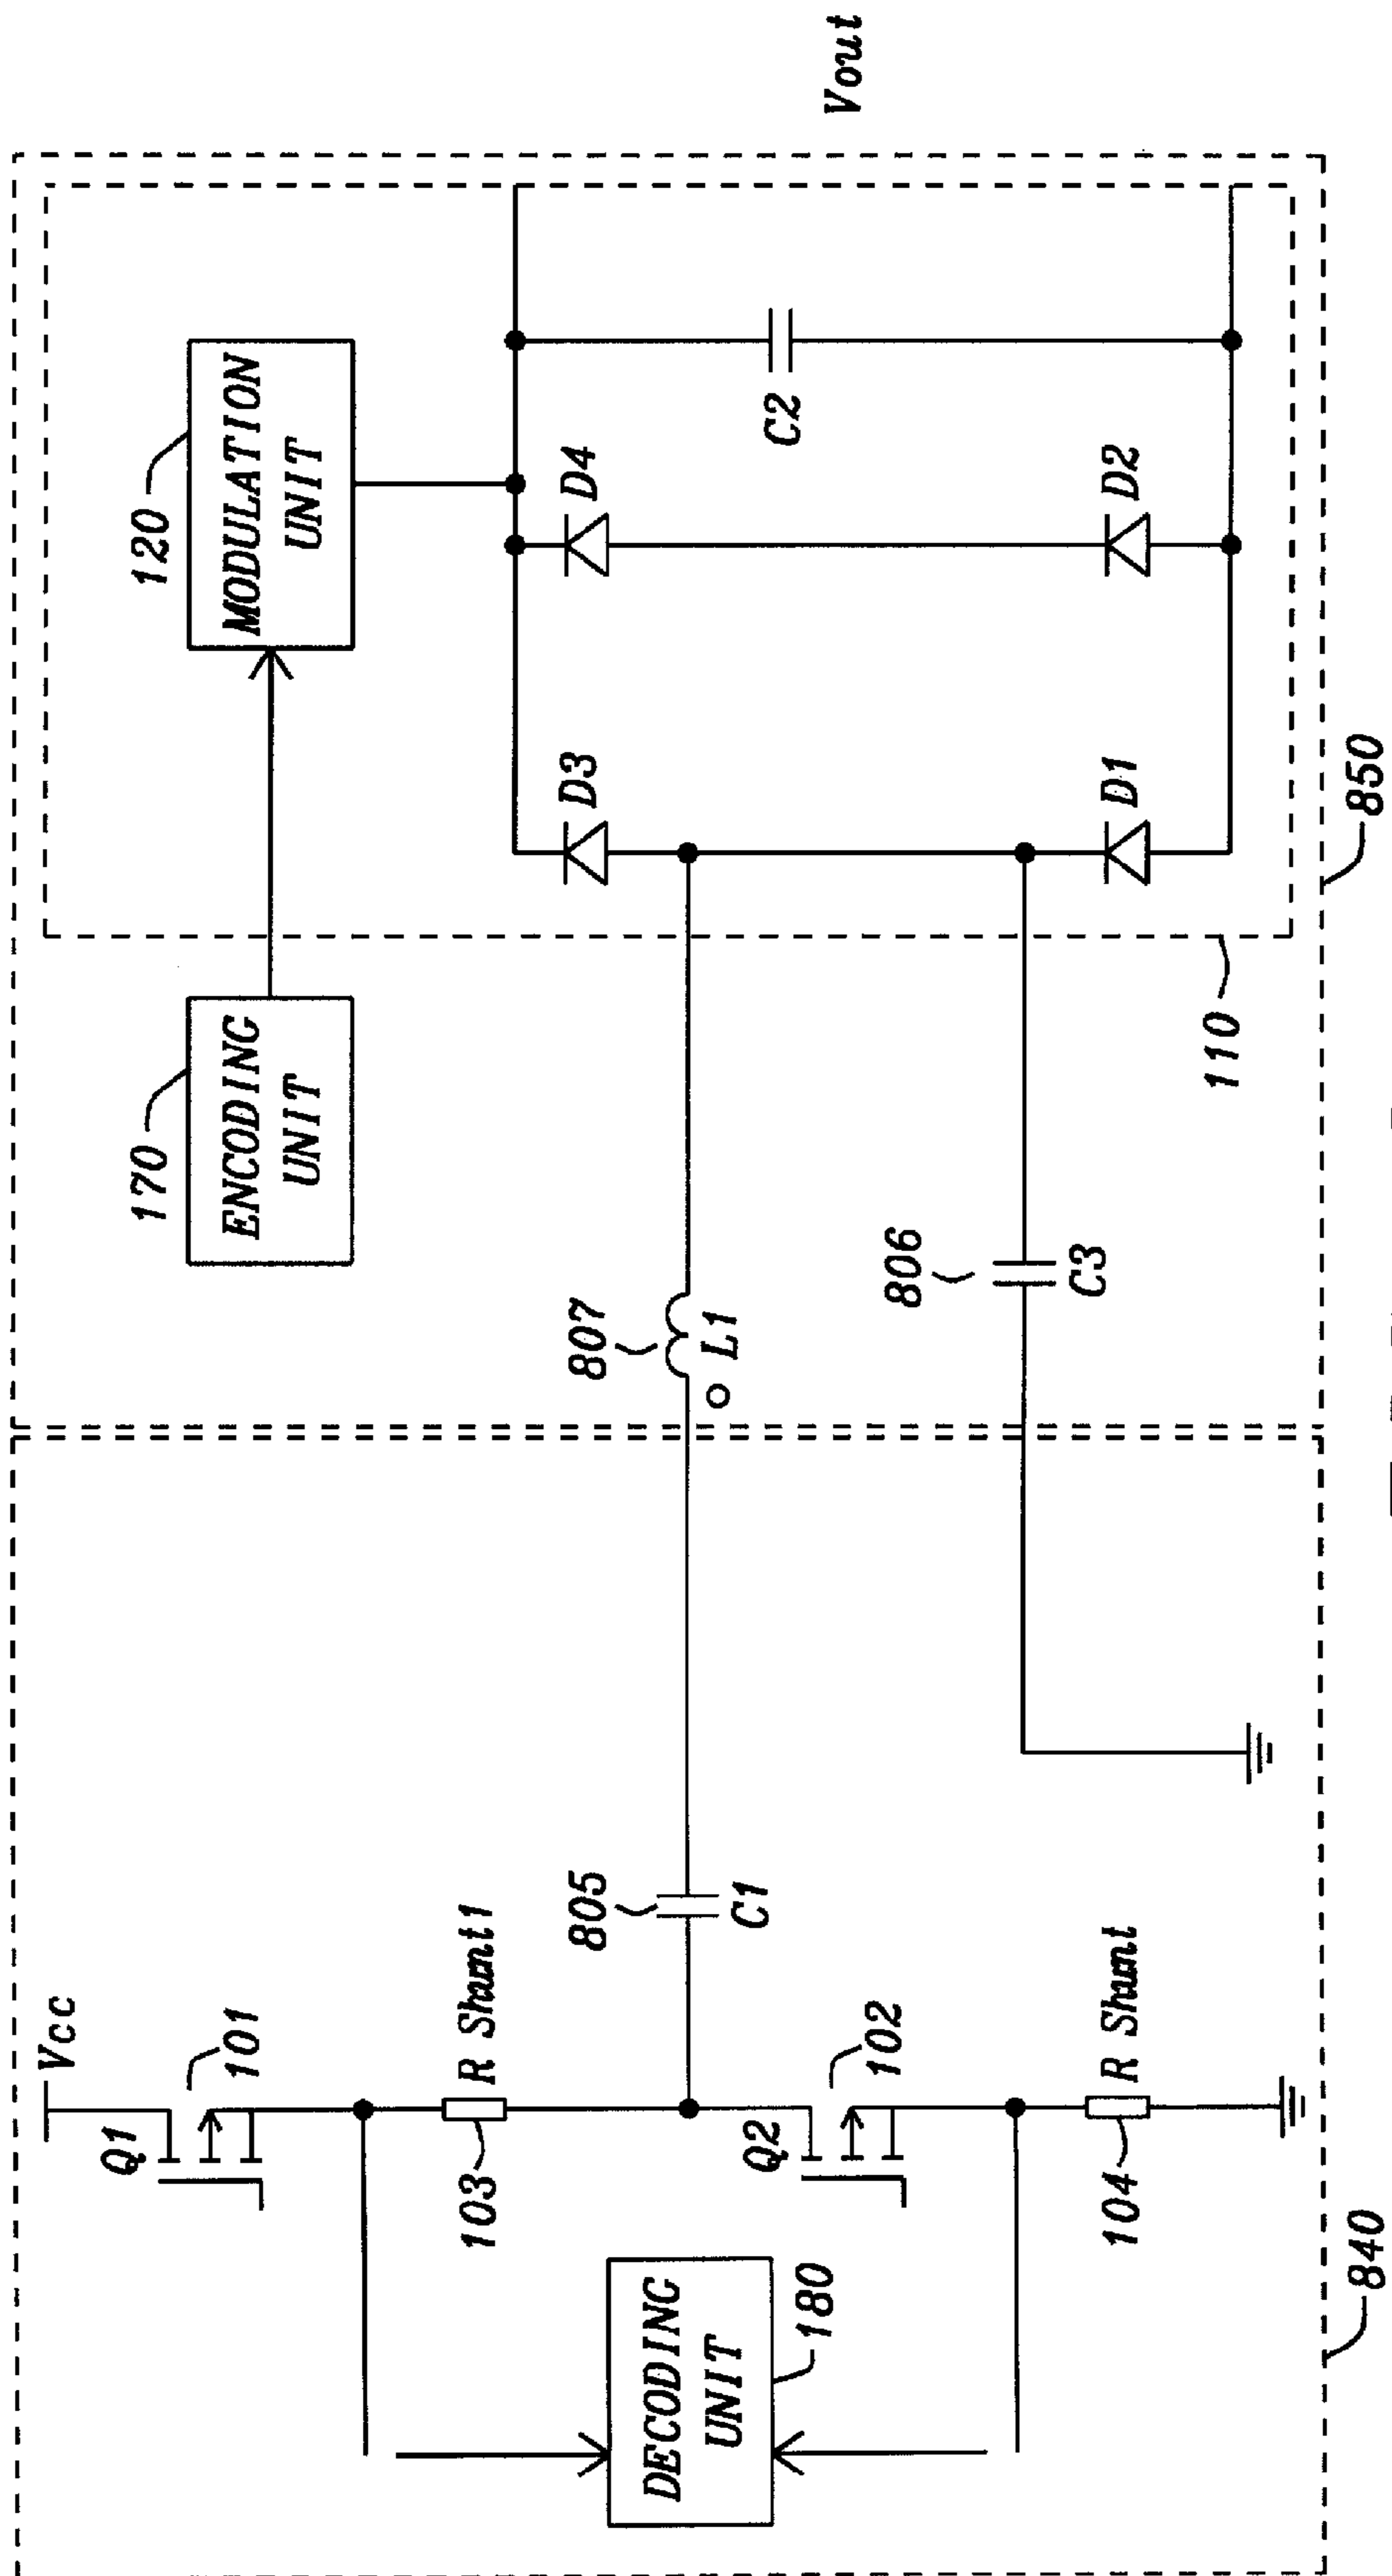 Vcc
Q1
101
103
R Shunt1
DECODING
UNIT
180
Q2
102
104
R Shunt
840
805
C1
807
L1
806
C3
170
ENCODING
UNIT
120
MODULATION
UNIT
110
D3
D1
D4
D2
C2
850
Vout